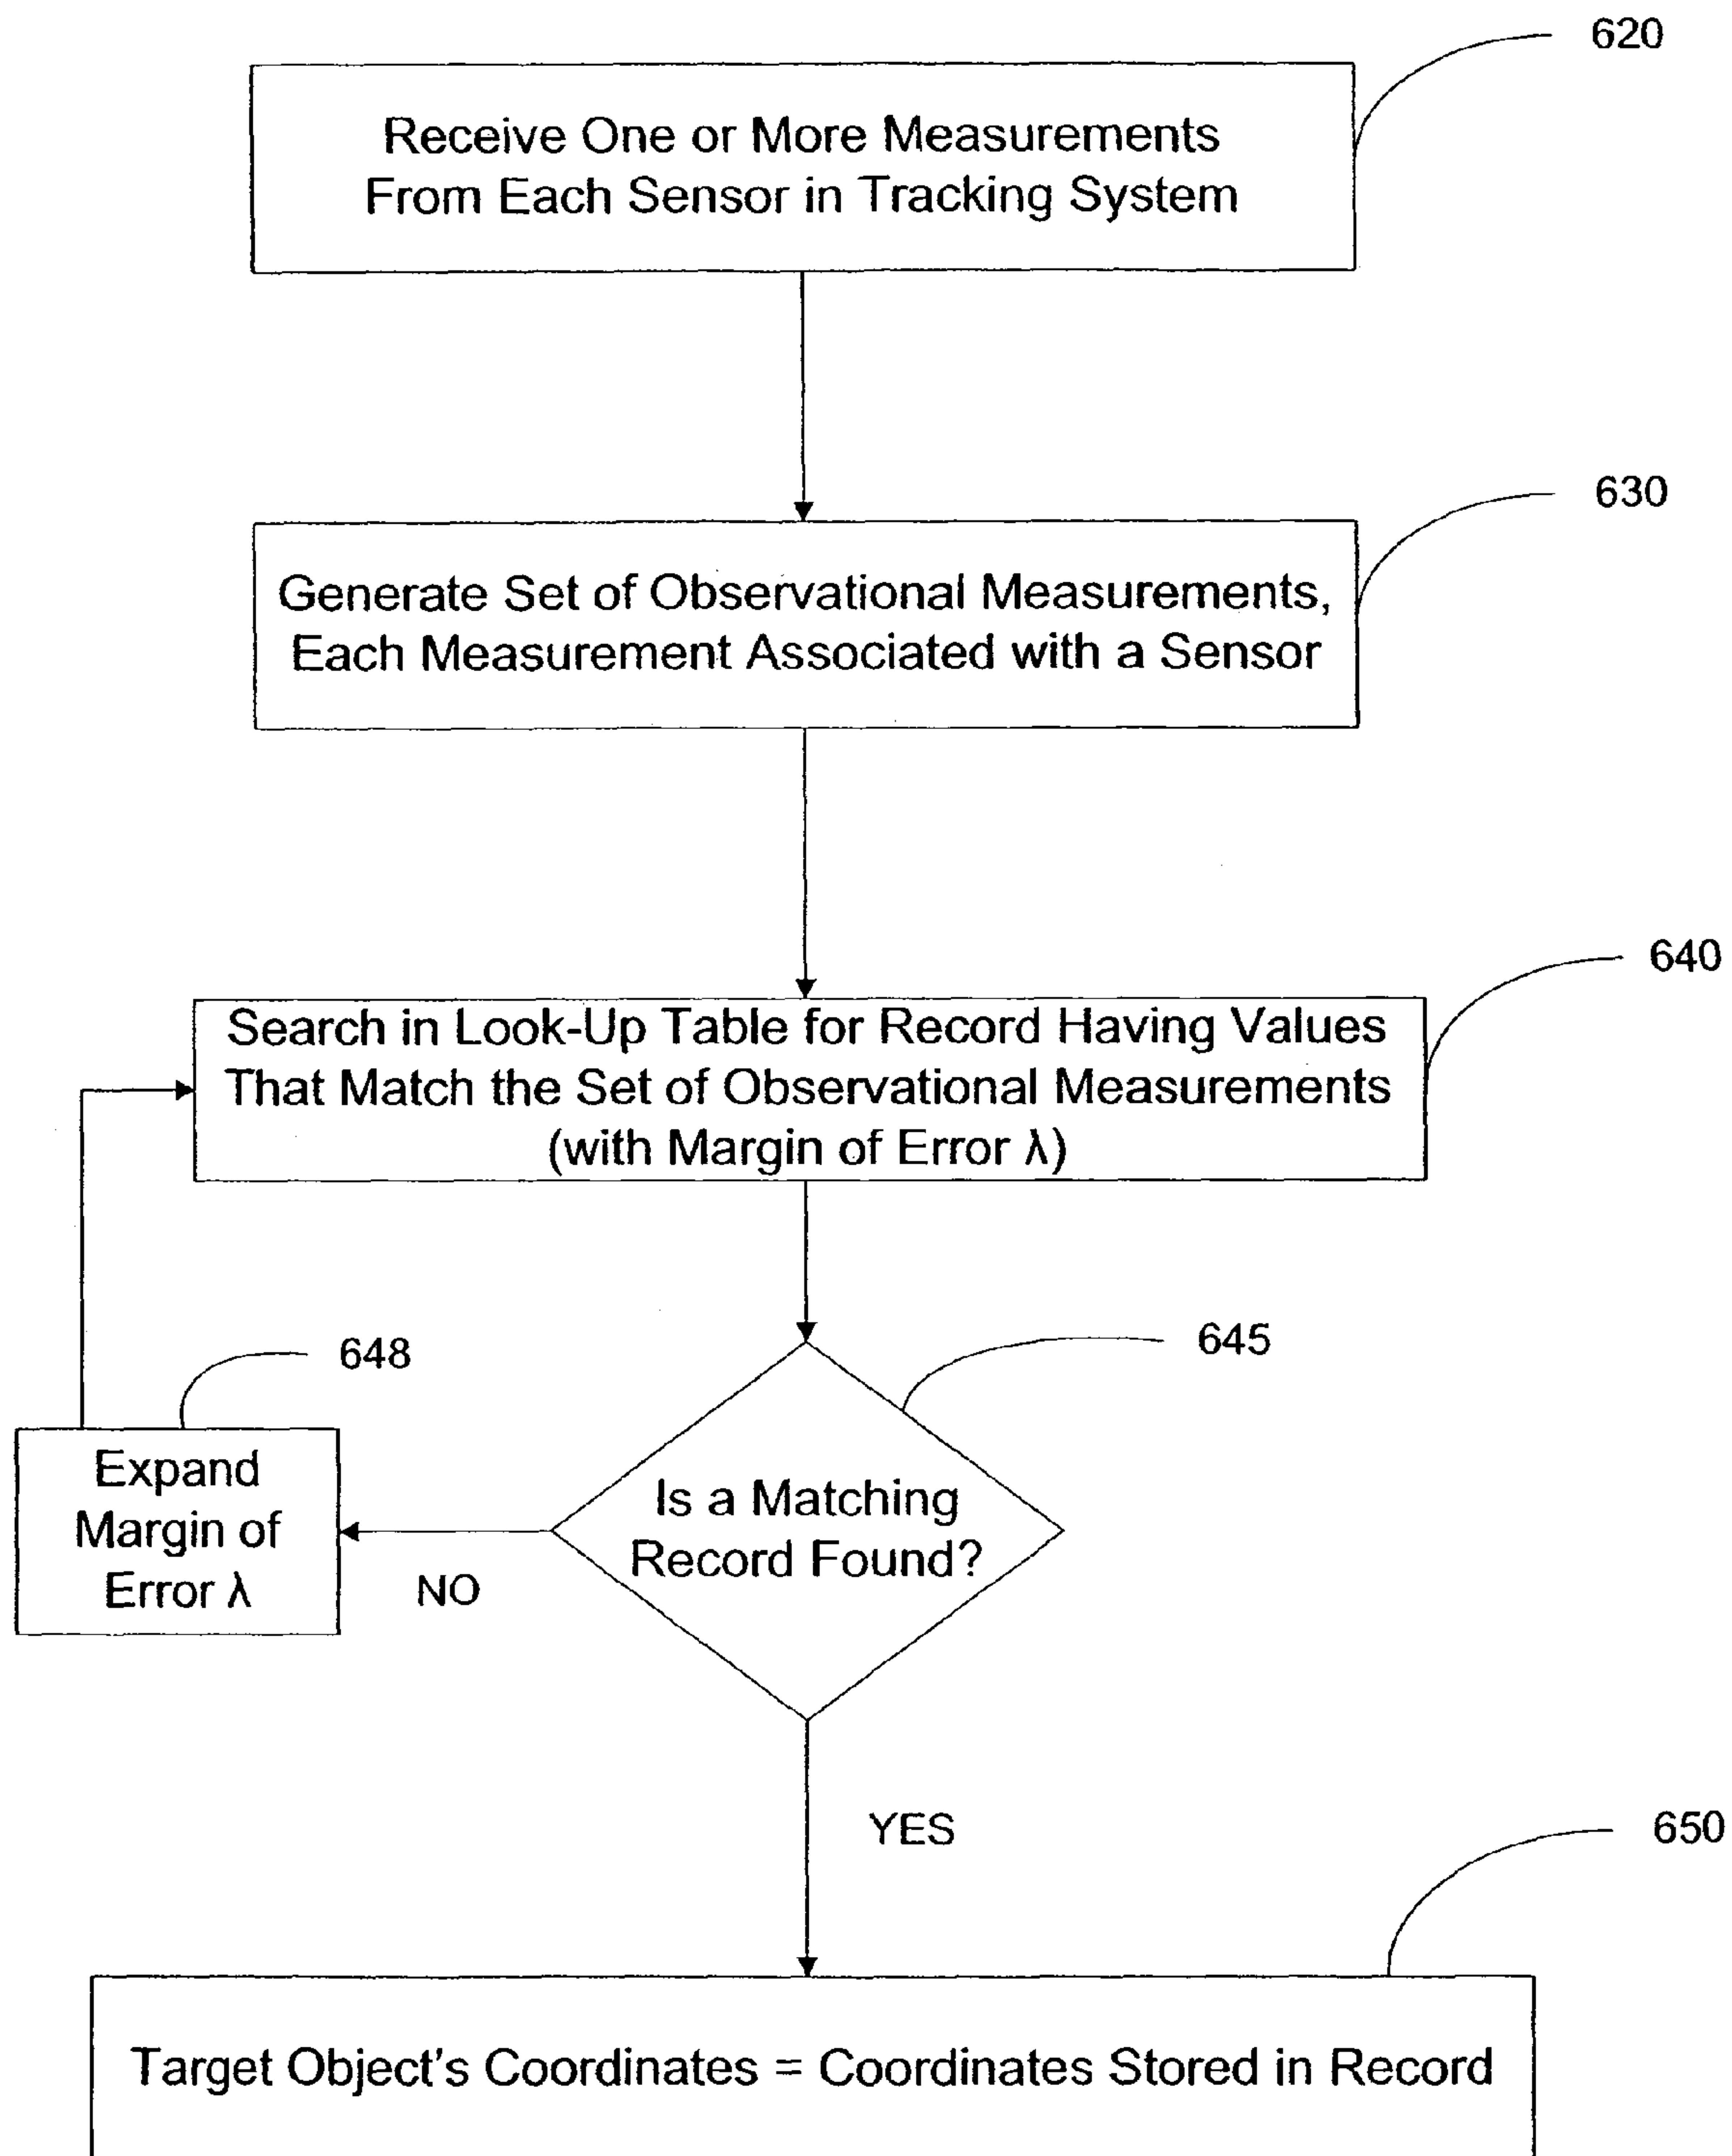 620
Receive One or More Measurements
From Each Sensor in Tracking System
630
Generate Set of Observational Measurements,
Each Measurement Associated with a Sensor
640
Search in Look-Up Table for Record Having Values
That Match the Set of Observational Measurements
(with Margin of Error λ)
648
645
Expand
Margin of
Error λ
NO
Is a Matching
Record Found?
YES
650
Target Object's Coordinates = Coordinates Stored in Record